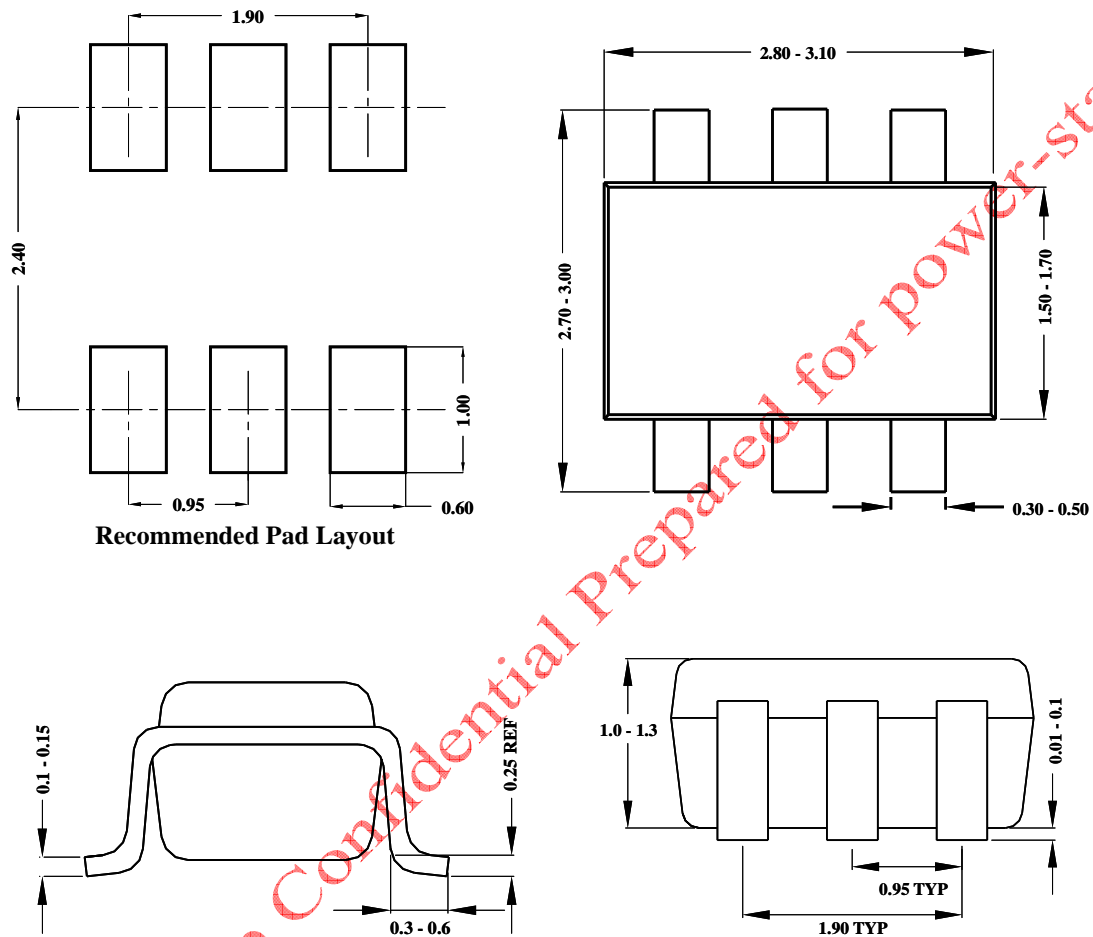 1.90
2.40
1.00
0.95
0.60
Recommended Pad Layout
2.80 - 3.10
2.70 - 3.00
1.50 - 1.70
0.30 - 0.50
0.1 - 0.15
0.25 REF
0.3 - 0.6
1.0 - 1.3
0.01 - 0.1
0.95 TYP
1.90 TYP
Confidential Prepared for power-sta